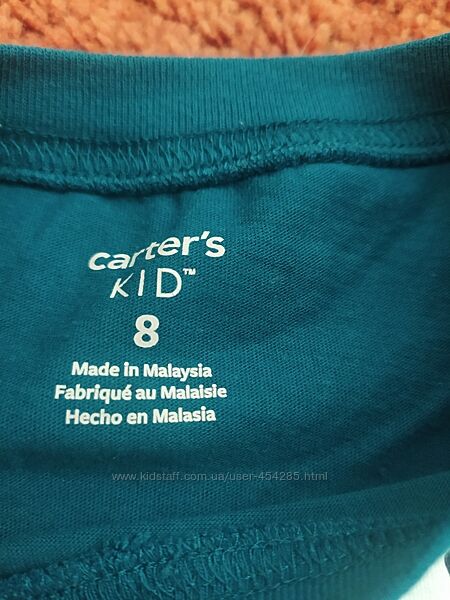 carter's
KID™
8
Made in Malaysia
Fabriqué au Malaisie
Hecho en Malasia
www.kidstaff.com.ua/user-454285.html